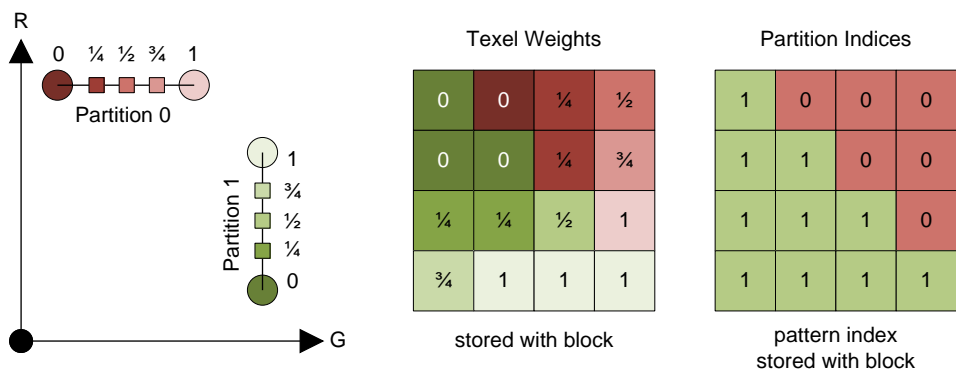 R
0 ¼ ½ ¾ 1
Partition 0
Partition 1
1
¾
½
¼
0
G
Texel Weights
0 0 ¼ ½
0 0 ¼ ¾
¼ ¼ ½ 1
¾ 1 1 1
stored with block
Partition Indices
1 0 0 0
1 1 0 0
1 1 1 0
1 1 1 1
pattern index
stored with block